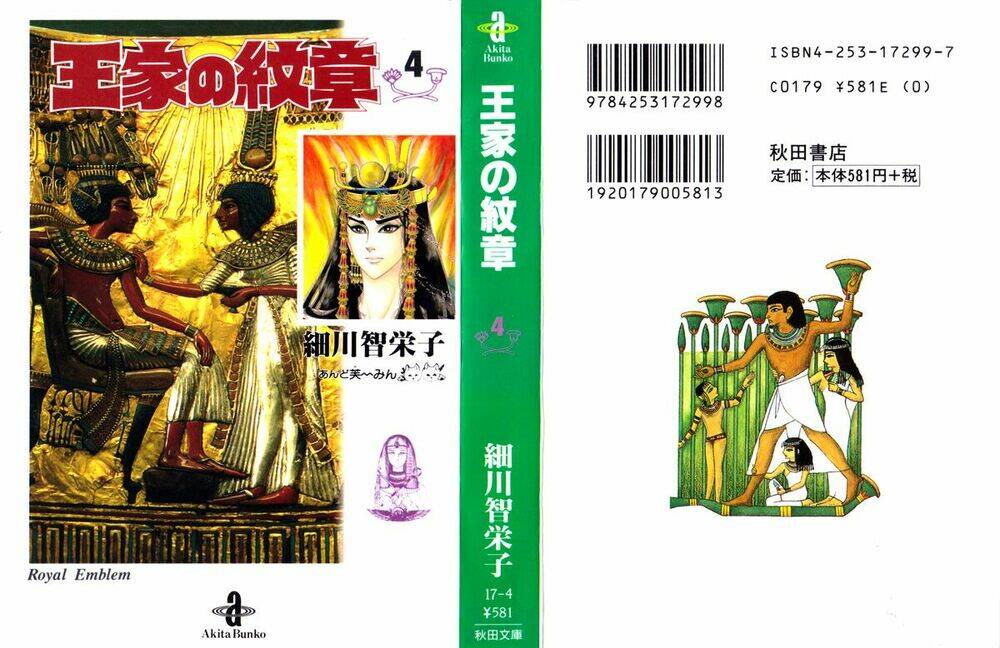 王家の紋章
4
細川智栄子
あんど芙〜みん
Royal Emblem
a
Akita Bunko
a
Akita
Bunko
王家の紋章
4
細川智栄子
17-4
¥581
秋田文庫
9784253172998
ISBN4-253-17299-7
C0179 ¥581E (0)
1920179005813
秋田書店
定価:本体581円+税